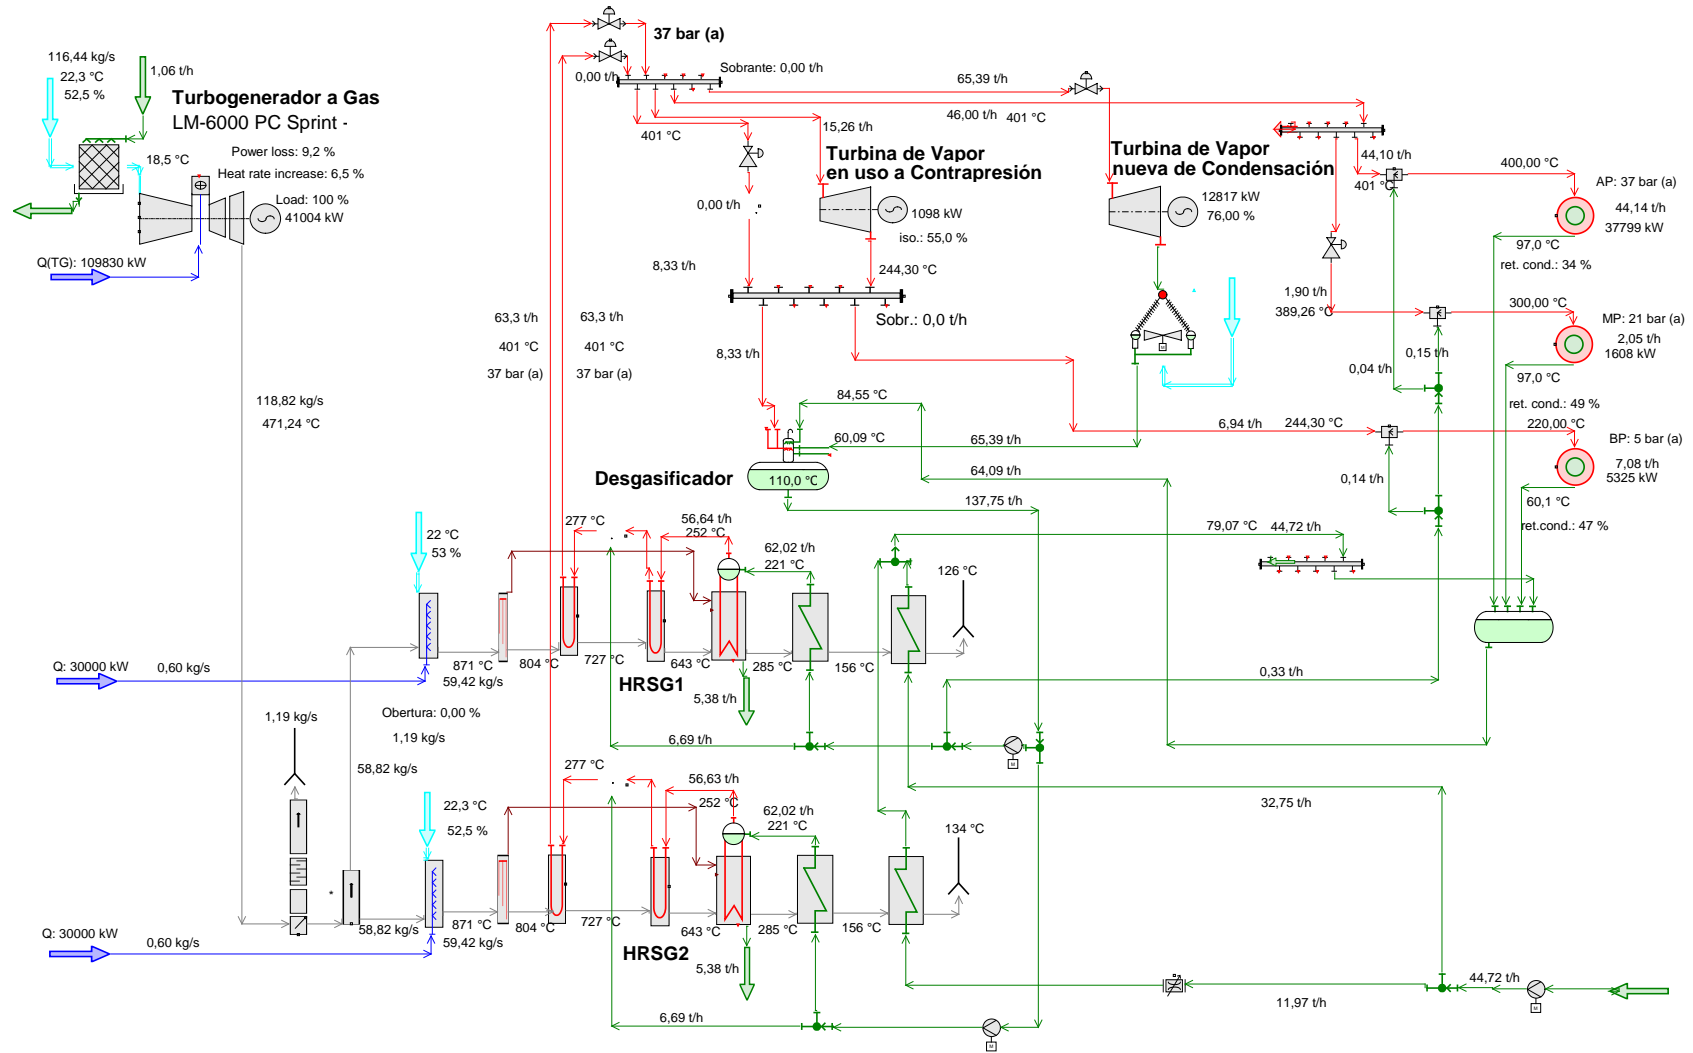 37 bar (a)
116,44 kg/s
22,3 °C
52,5 %
1,06 t/h
Turbogenerador a Gas
LM-6000 PC Sprint -
Power loss: 9,2 %
Heat rate increase: 6,5 %
18,5 °C
Load: 100 %
41004 kW
Q(TG): 109830 kW
0,00 t/h
Sobrante: 0,00 t/h
65,39 t/h
46,00 t/h
401 °C
401 °C
15,26 t/h
Turbina de Vapor
en uso a Contrapresión
1098 kW
iso.: 55,0 %
0,00 t/h
8,33 t/h
244,30 °C
Sobr.: 0,0 t/h
Turbina de Vapor
nueva de Condensación
12817 kW
76,00 %
44,10 t/h
401 °C
400,00 °C
AP: 37 bar (a)
44,14 t/h
37799 kW
97,0 °C
ret. cond.: 34 %
1,90 t/h
389,26 °C
300,00 °C
MP: 21 bar (a)
2,05 t/h
1608 kW
0,15 t/h
0,04 t/h
97,0 °C
ret. cond.: 49 %
6,94 t/h
244,30 °C
220,00 °C
BP: 5 bar (a)
7,08 t/h
5325 kW
0,14 t/h
60,1 °C
ret.cond.: 47 %
63,3 t/h
401 °C
37 bar (a)
63,3 t/h
401 °C
37 bar (a)
8,33 t/h
84,55 °C
60,09 °C
65,39 t/h
64,09 t/h
Desgasificador
110,0 °C
137,75 t/h
118,82 kg/s
471,24 °C
22 °C
53 %
277 °C
56,64 t/h
252 °C
62,02 t/h
221 °C
79,07 °C
44,72 t/h
126 °C
Q: 30000 kW
0,60 kg/s
871 °C
59,42 kg/s
804 °C
727 °C
643 °C
285 °C
156 °C
HRSG1
5,38 t/h
0,33 t/h
6,69 t/h
Obertura: 0,00 %
1,19 kg/s
1,19 kg/s
58,82 kg/s
22,3 °C
52,5 %
277 °C
56,63 t/h
252 °C
62,02 t/h
221 °C
134 °C
32,75 t/h
*
Q: 30000 kW
0,60 kg/s
58,82 kg/s
871 °C
59,42 kg/s
804 °C
727 °C
643 °C
285 °C
156 °C
HRSG2
5,38 t/h
6,69 t/h
11,97 t/h
44,72 t/h
M
M
M
M